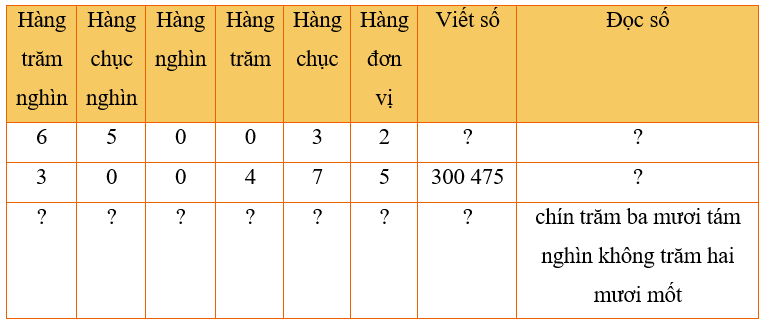 Hàng trăm nghìn | Hàng chục nghìn | Hàng nghìn | Hàng trăm | Hàng chục | Hàng đơn vị | Viết số | Đọc số
6 | 5 | 0 | 0 | 3 | 2 | ? | ?
3 | 0 | 0 | 4 | 7 | 5 | 300 475 | ?
? | ? | ? | ? | ? | ? | ? | chín trăm ba mươi tám
nghìn không trăm hai
mươi mốt